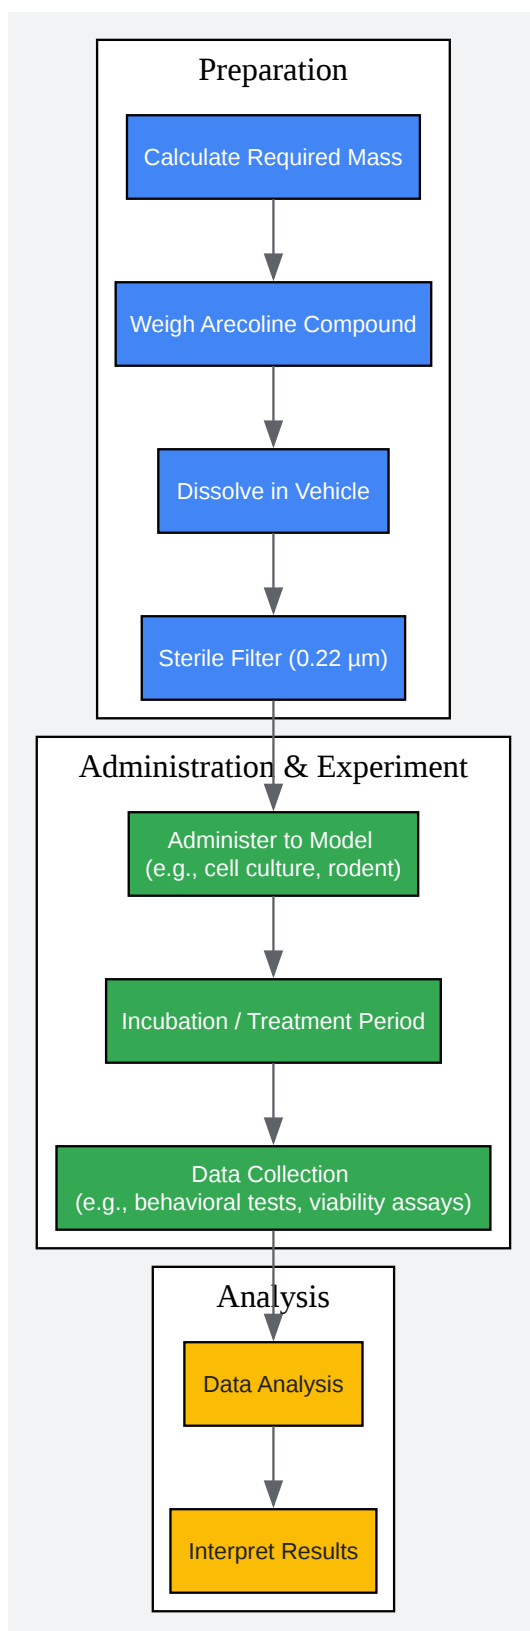 Preparation
Calculate Required Mass
Weigh Arecoline Compound
Dissolve in Vehicle
Sterile Filter (0.22 µm)
Administration & Experiment
Administer to Model
(e.g., cell culture, rodent)
Incubation / Treatment Period
Data Collection
(e.g., behavioral tests, viability assays)
Analysis
Data Analysis
Interpret Results